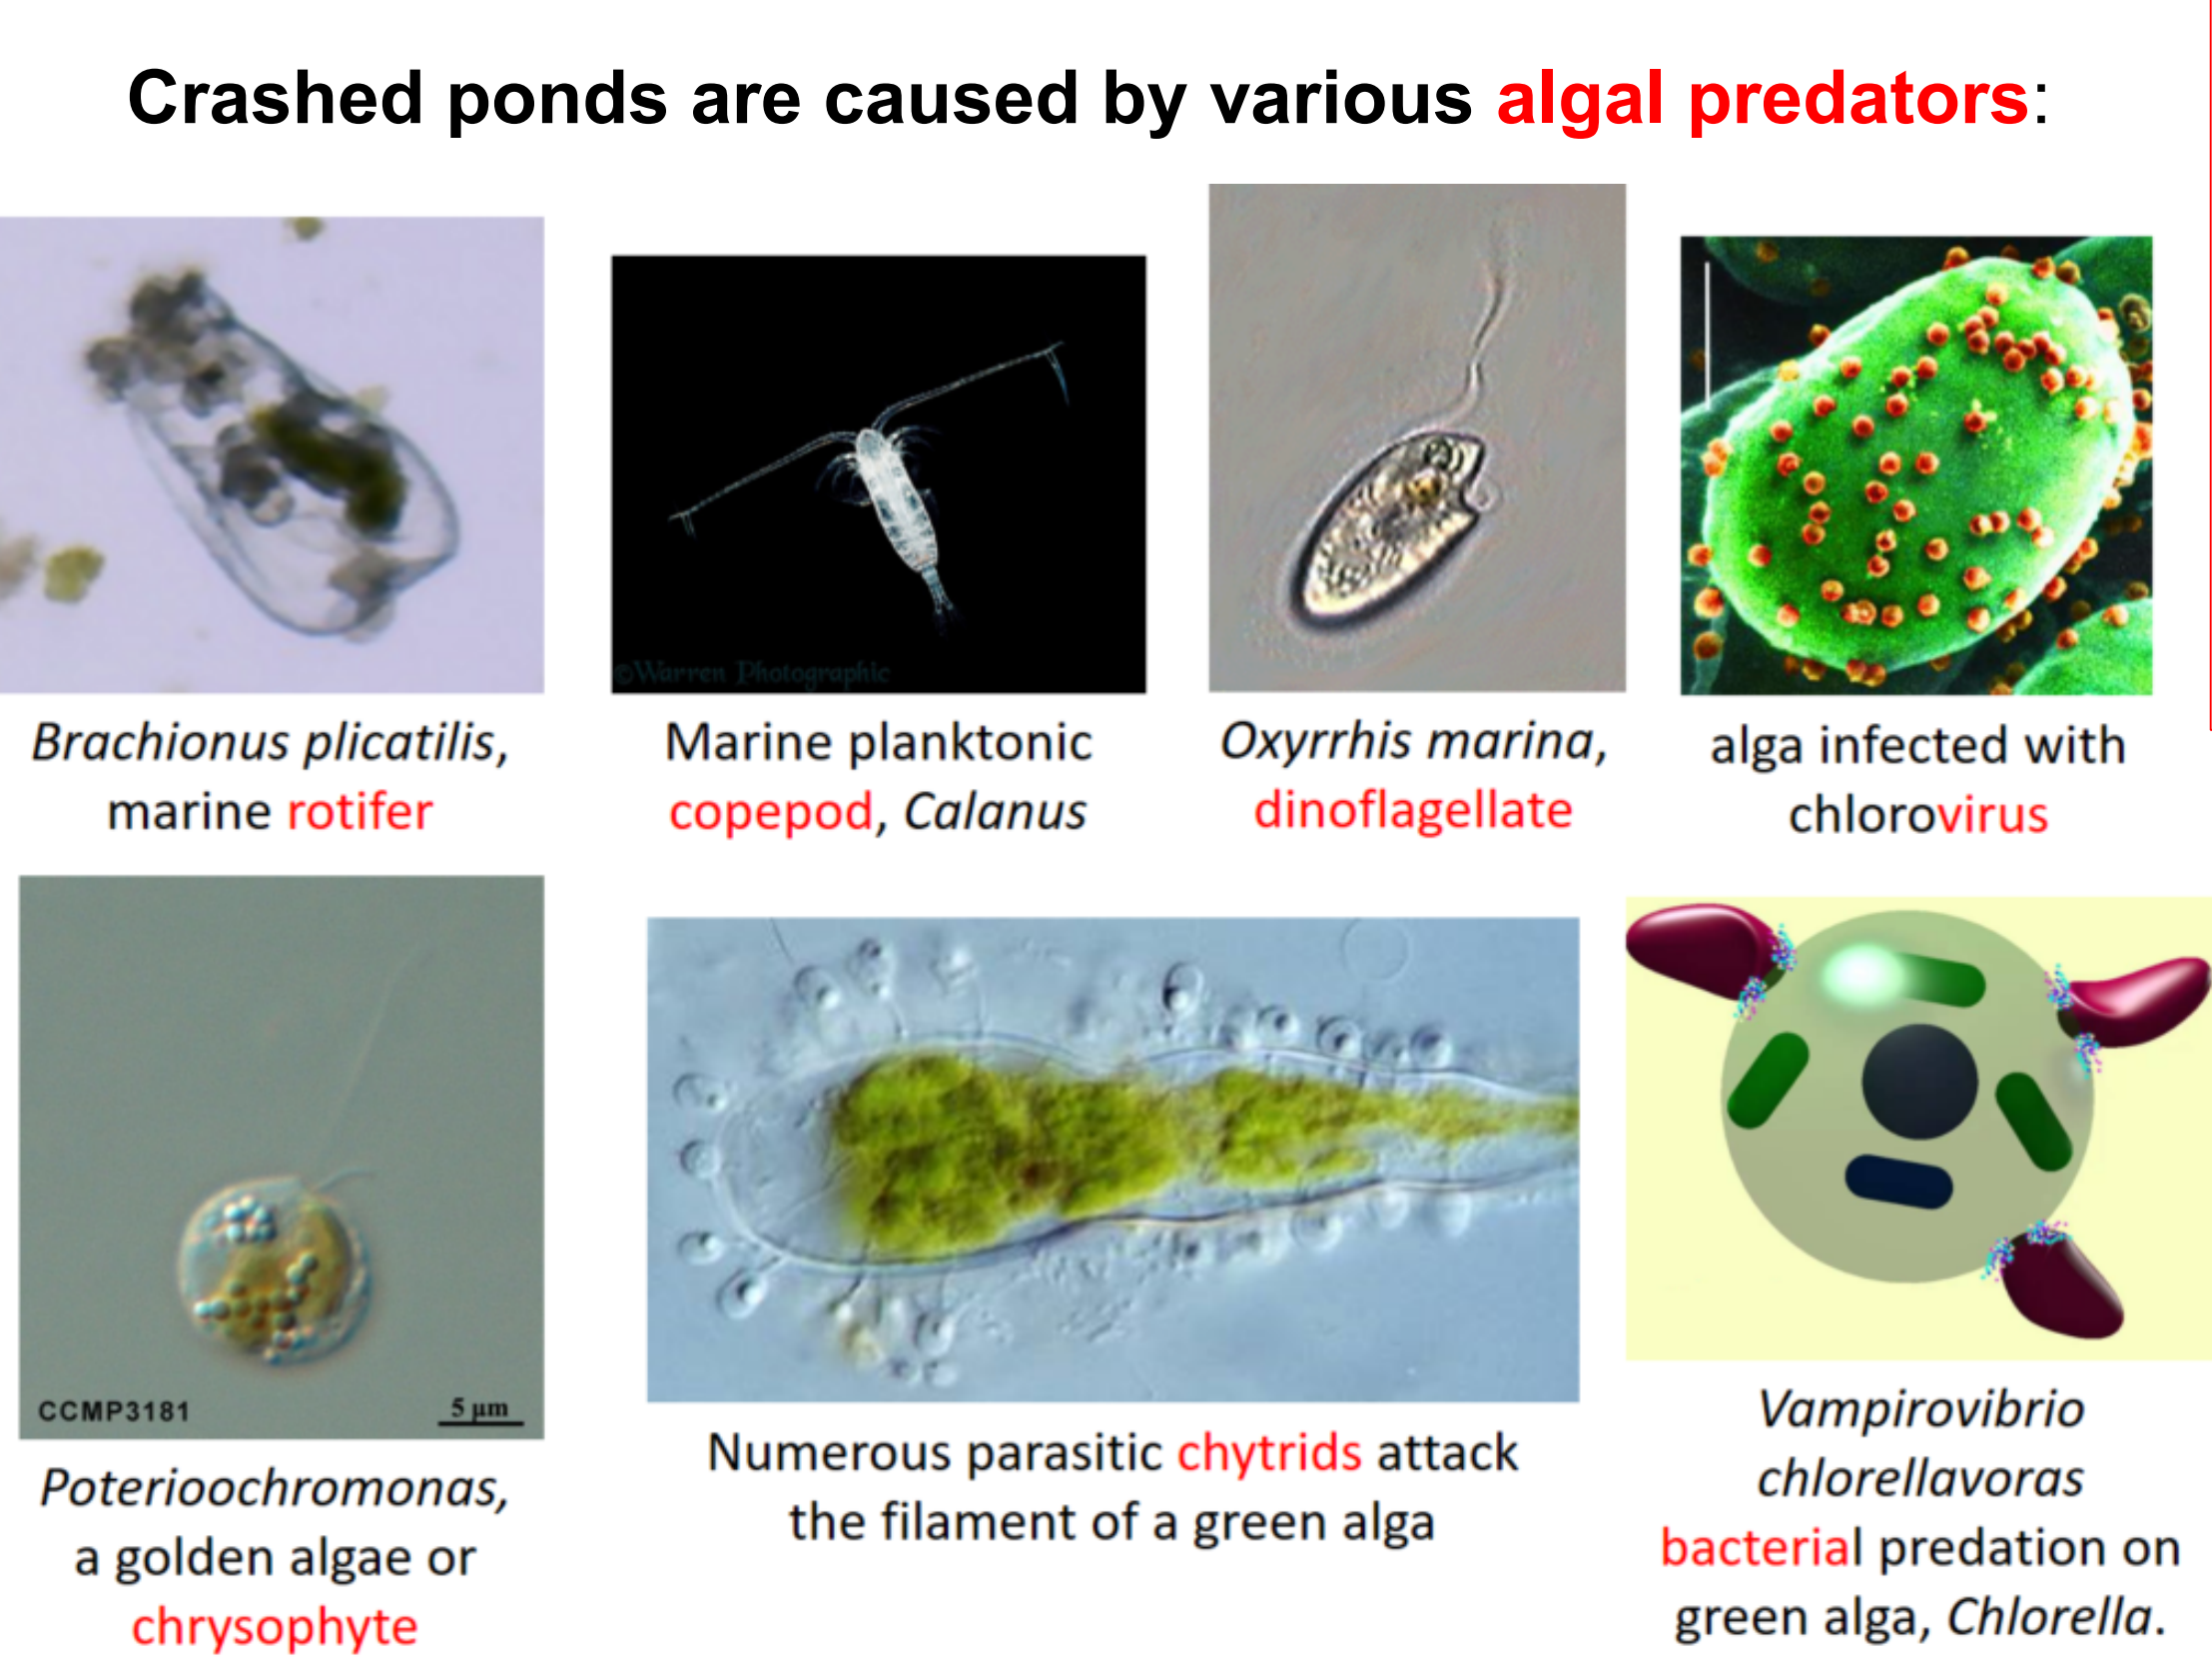 Crashed ponds are caused by various algal predators:
©Warren Photographic
Brachionus plicatilis,
marine rotifer
Marine planktonic
copepod, Calanus
Oxyrrhis marina,
dinoflagellate
alga infected with
chlorovirus
CCMP3181
5 µm
Poterioochromonas,
a golden algae or
chrysophyte
Numerous parasitic chytrids attack
the filament of a green alga
Vampirovibrio
chlorellavoras
bacterial predation on
green alga, Chlorella.